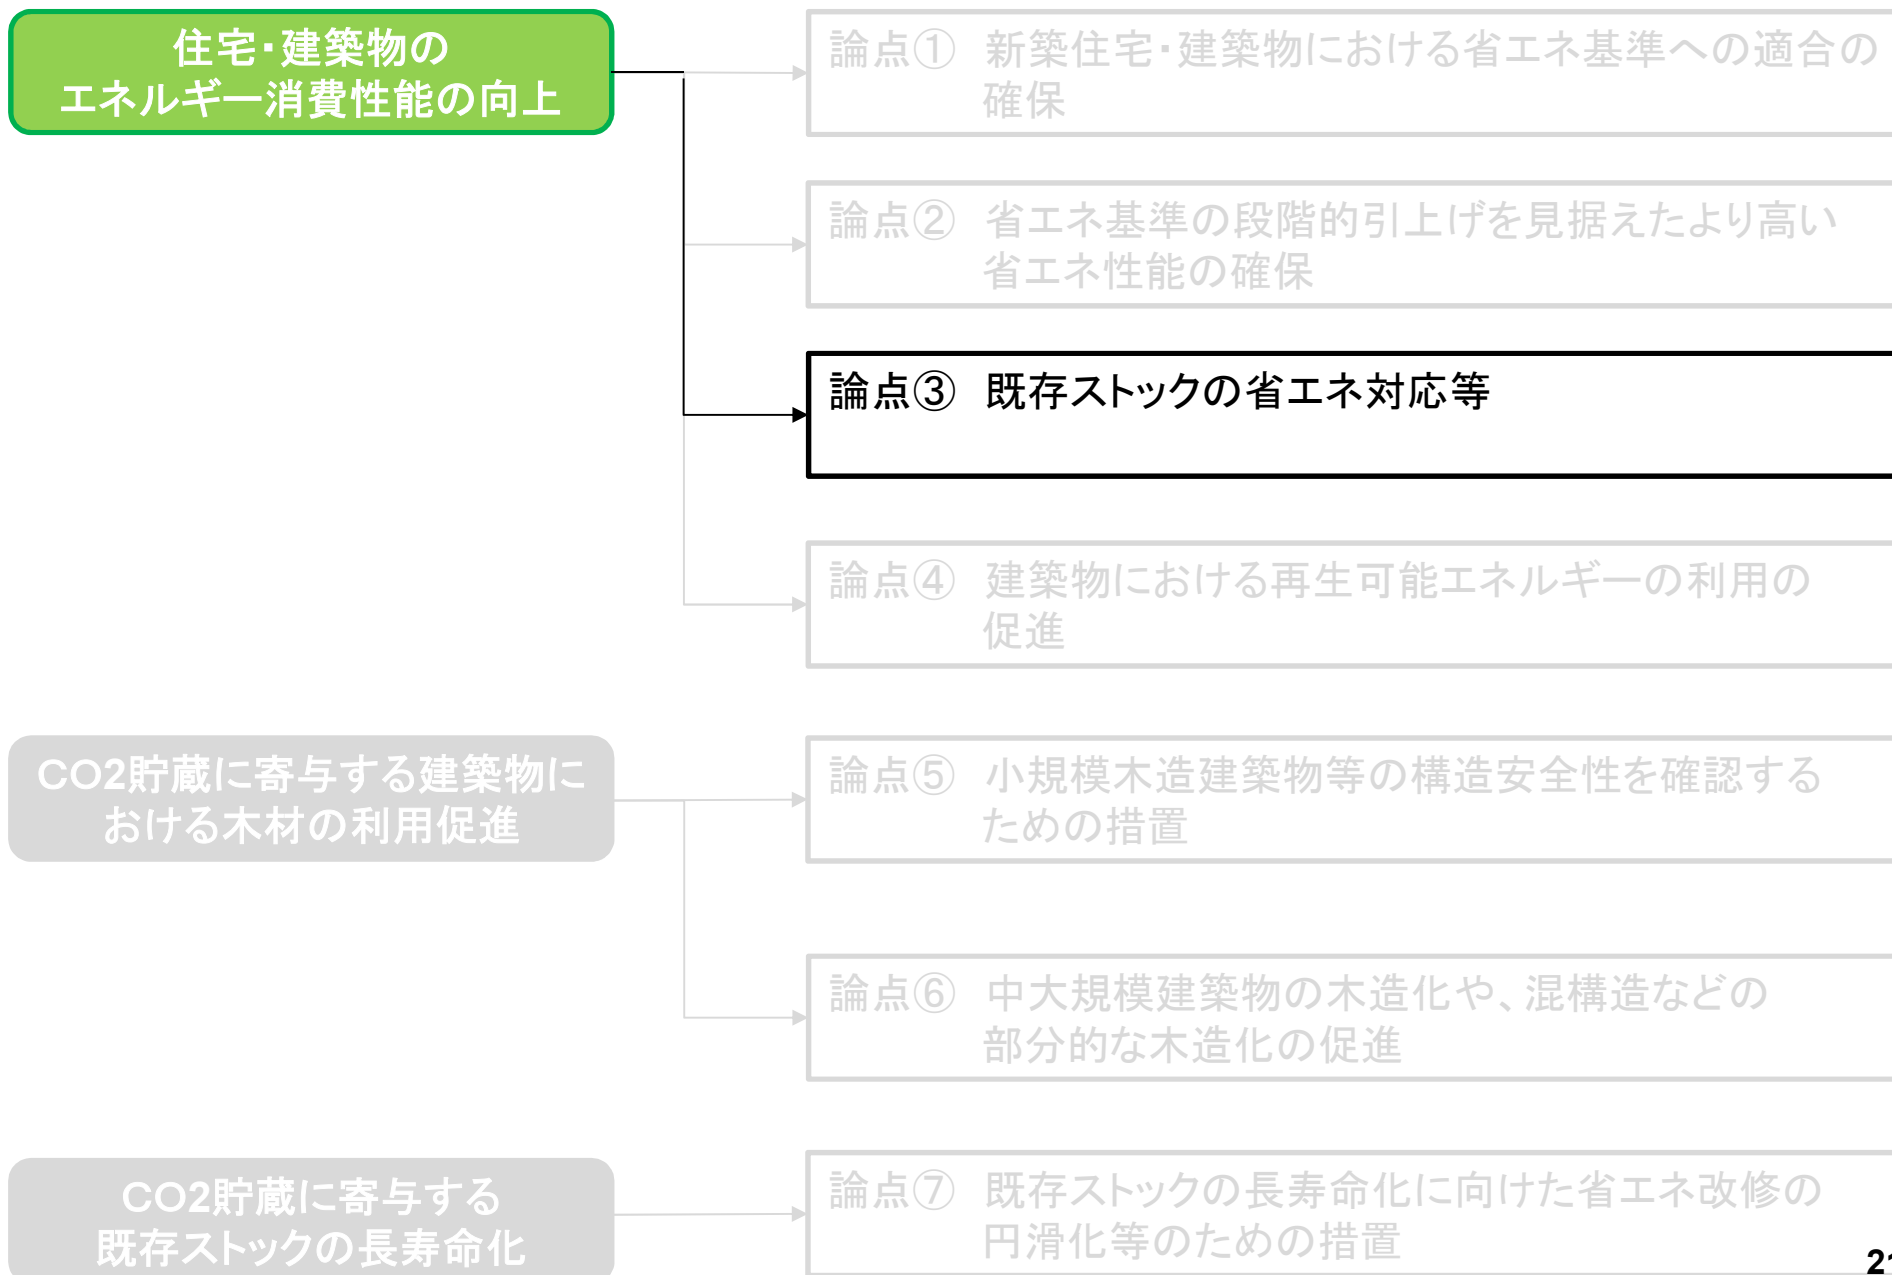 住宅・建築物の
エネルギー消費性能の向上
論点① 新築住宅・建築物における省エネ基準への適合の
確保
論点② 省エネ基準の段階的引上げを見据えたより高い
省エネ性能の確保
論点③ 既存ストックの省エネ対応等
論点④ 建築物における再生可能エネルギーの利用の
促進
CO2貯蔵に寄与する建築物に
おける木材の利用促進
論点⑤ 小規模木造建築物等の構造安全性を確認する
ための措置
論点⑥ 中大規模建築物の木造化や、混構造などの
部分的な木造化の促進
CO2貯蔵に寄与する
既存ストックの長寿命化
論点⑦ 既存ストックの長寿命化に向けた省エネ改修の
円滑化等のための措置